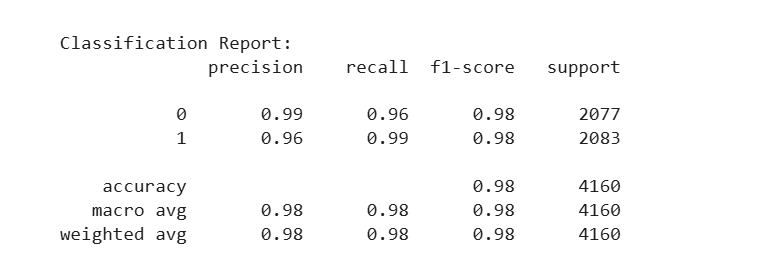 Classification Report:
precision recall f1-score support
0 0.99 0.96 0.98 2077
1 0.96 0.99 0.98 2083
accuracy 0.98 4160
macro avg 0.98 0.98 0.98 4160
weighted avg 0.98 0.98 0.98 4160